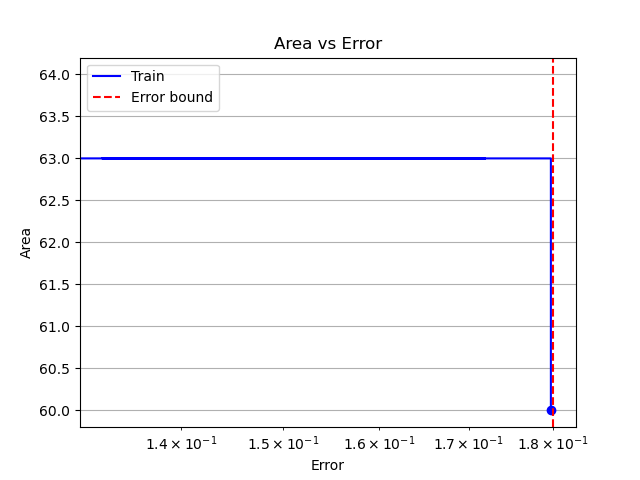 Area vs Error
Train
Error bound
Area
64.0
63.5
63.0
62.5
62.0
61.5
61.0
60.5
60.0
1.4 × 10⁻¹ 1.5 × 10⁻¹ 1.6 × 10⁻¹ 1.7 × 10⁻¹ 1.8 × 10⁻¹
Error